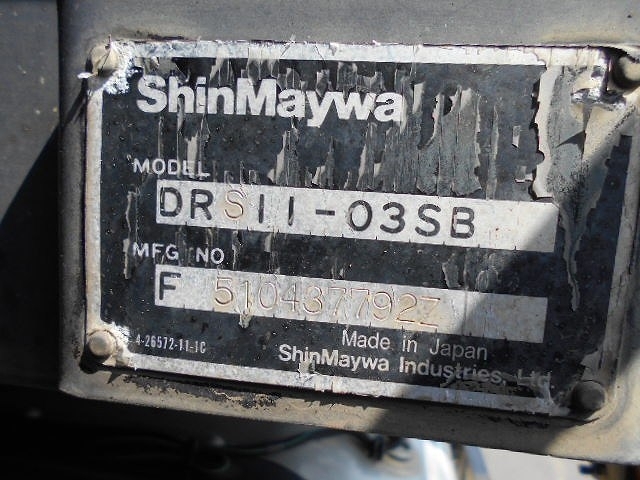 ShinMaywa
MODEL
DRS11-03SB
MFG NO
F 510437792Z
4-26572-11-1C
Made in Japan
ShinMaywa Industries, Ltd.